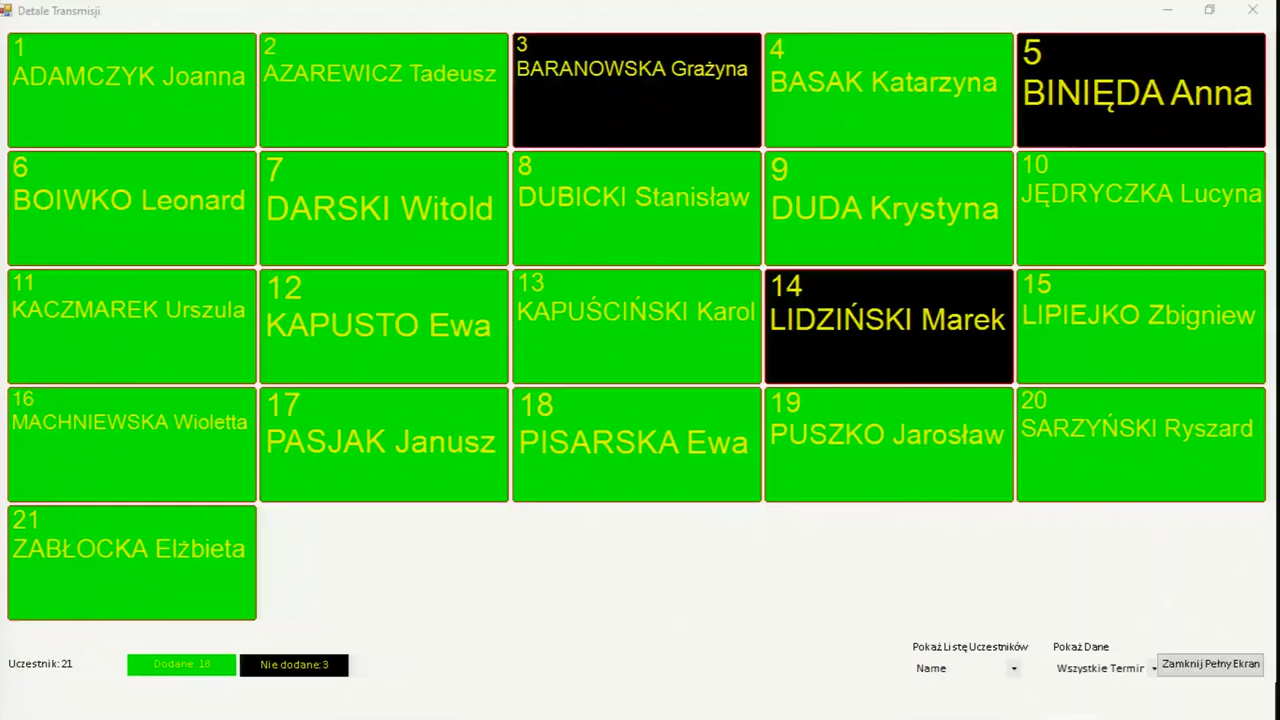 Detale Transmisji
1
ADAMCZYK Joanna
2
AZAREWICZ Tadeusz
3
BARANOWSKA Grażyna
4
BASAK Katarzyna
5
BINIĘDA Anna
6
BOIWKO Leonard
7
DARSKI Witold
8
DUBICKI Stanisław
9
DUDA Krystyna
10
JĘDRYCZKA Lucyna
11
KACZMAREK Urszula
12
KAPUSTO Ewa
13
KAPUŚCIŃSKI Karol
14
LIDZIŃSKI Marek
15
LIPIEJKO Zbigniew
16
MACHNIEWSKA Wioletta
17
PASJAK Janusz
18
PISARSKA Ewa
19
PUSZKO Jarosław
20
SARZYŃSKI Ryszard
21
ZABŁOCKA Elżbieta
Uczestnik: 21
Dodane: 18
Nie dodane: 3
Pokaż Listę Uczestników
Name
Pokaż Dane
Wszystkie Termir
Zamknij Pełny Ekran